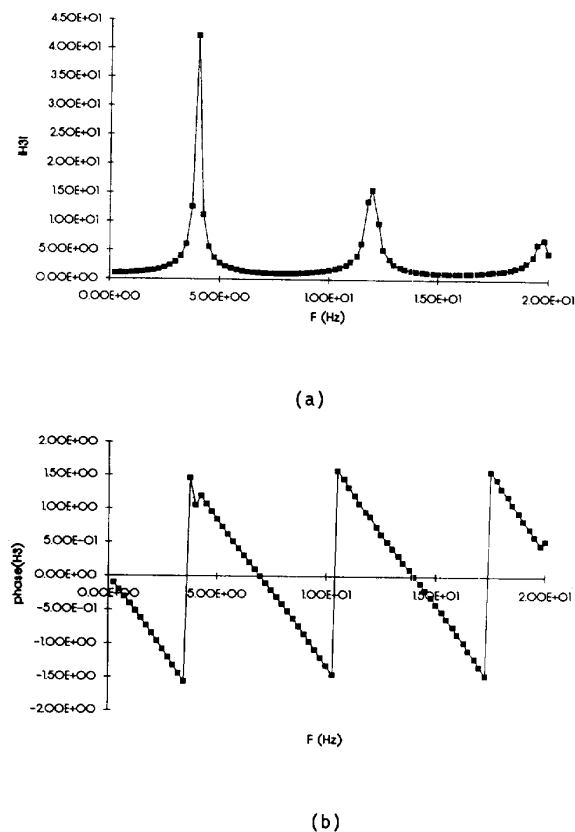 4.50E+01
4.00E+01
3.50E+01
3.00E+01
2.50E+01
2.00E+01
1.50E+01
1.00E+01
5.00E+00
0.00E+00
|H3|
0.00E+00 5.00E+00 1.00E+01 1.50E+01 2.00E+01
F (Hz)
(a)
2.00E+00
1.50E+00
1.00E+00
5.00E-01
0.00E+00
-5.00E-01
-1.00E+00
-1.50E+00
-2.00E+00
phase(H3)
0.00E+00 5.00E+00 1.00E+01 1.50E+01 2.00E+01
F (Hz)
(b)